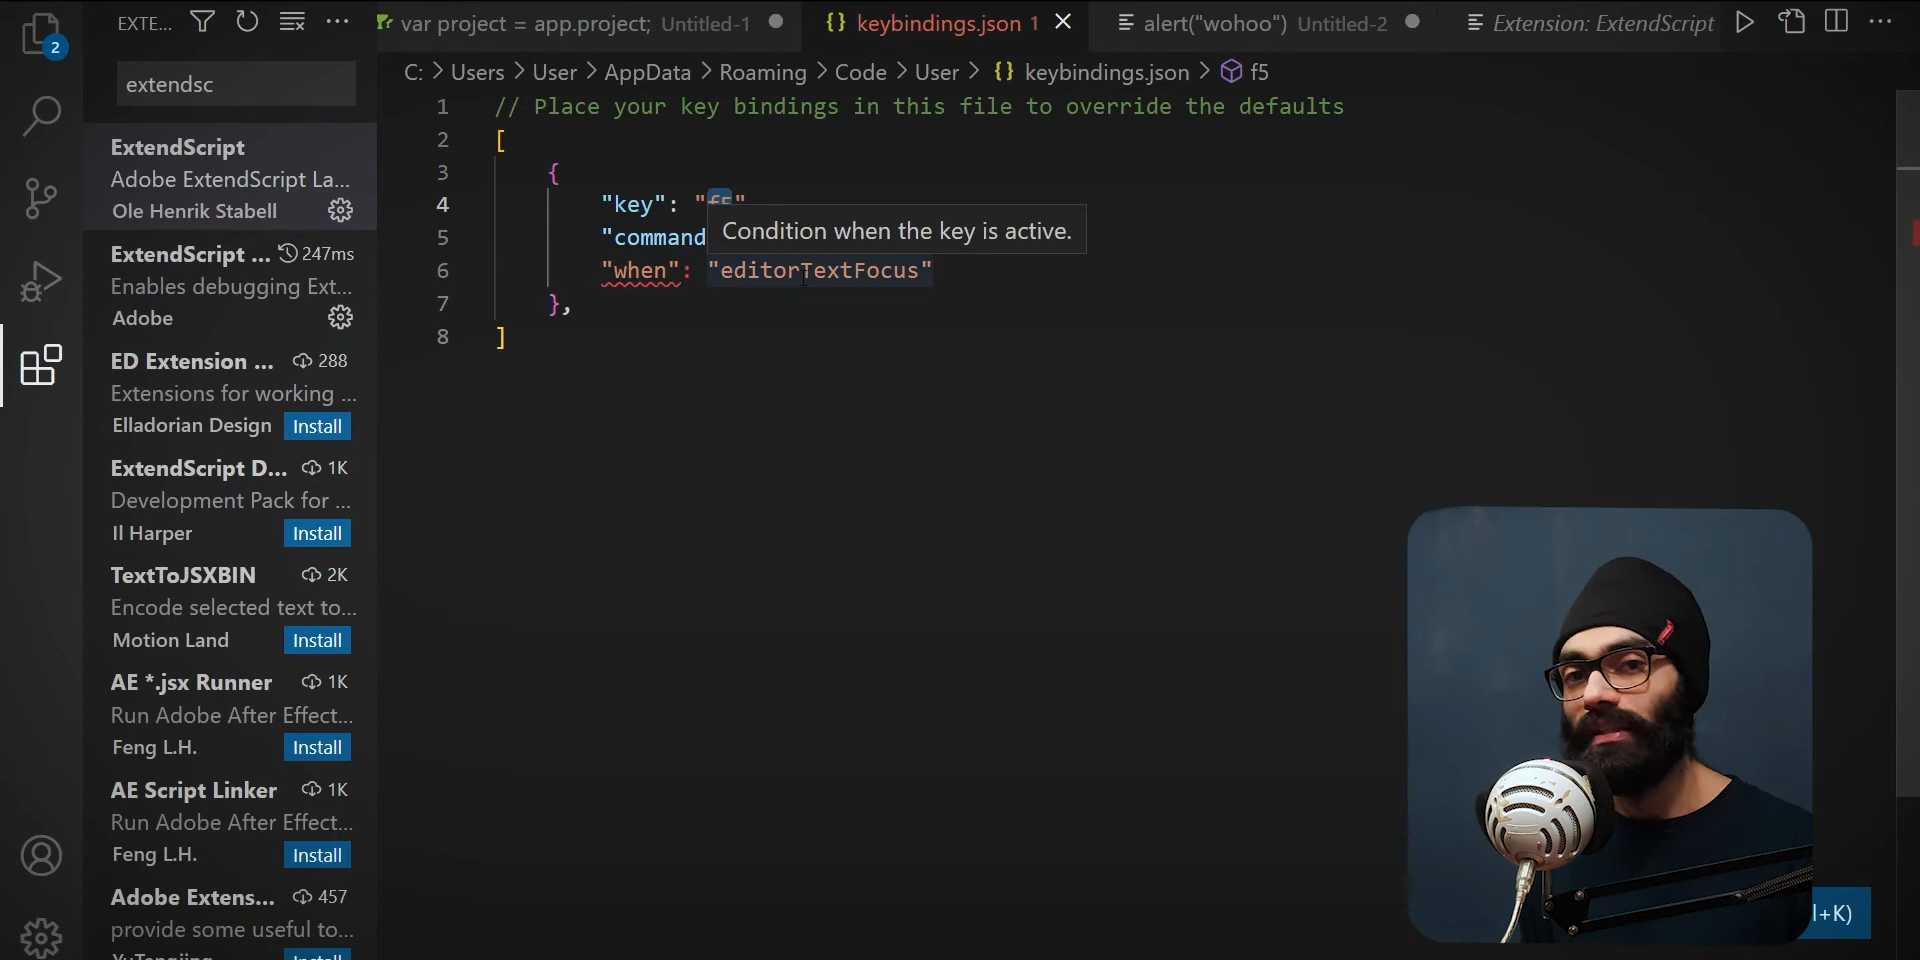 2
EXTE...
var project = app.project; Untitled-1
{} keybindings.json 1
alert("wohoo") Untitled-2
Extension: ExtendScript
extendsc
C: > Users > User > AppData > Roaming > Code > User > {} keybindings.json > f5
ExtendScript
Adobe ExtendScript La...
Ole Henrik Stabell
ExtendScript ... 247ms
Enables debugging Ext...
Adobe
ED Extension ... 288
Extensions for working ...
Elladorian Design Install
ExtendScript D... 1K
Development Pack for ...
Il Harper Install
TextToJSXBIN 2K
Encode selected text to...
Motion Land Install
AE *.jsx Runner 1K
Run Adobe After Effect...
Feng L.H. Install
AE Script Linker 1K
Run Adobe After Effect...
Feng L.H. Install
Adobe Extens... 457
provide some useful to...
1 // Place your key bindings in this file to override the defaults
2 [
3 {
4 "key": "f5"
5 "command
Condition when the key is active.
6 "when": "editorTextFocus"
7 },
8 ]
l+K)